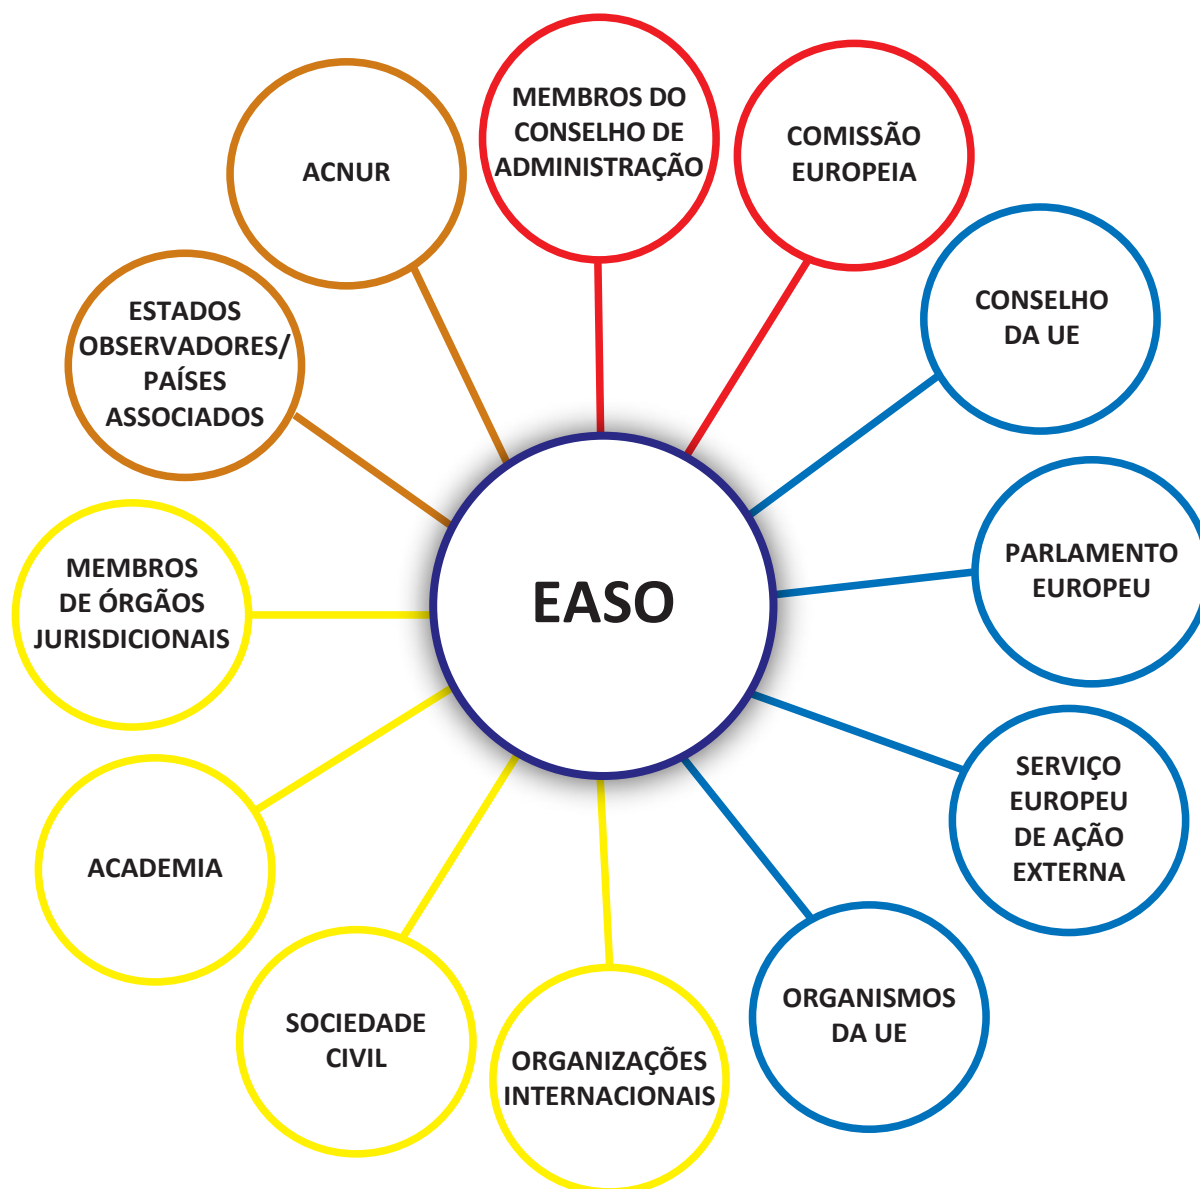 MEMBROS DO
CONSELHO DE
ADMINISTRAÇÃO
COMISSÃO
EUROPEIA
CONSELHO
DA UE
PARLAMENTO
EUROPEU
SERVIÇO
EUROPEU
DE AÇÃO
EXTERNA
ORGANISMOS
DA UE
ORGANIZAÇÕES
INTERNACIONAIS
SOCIEDADE
CIVIL
ACADEMIA
MEMBROS
DE ÓRGÃOS
JURISDICIONAIS
ESTADOS
OBSERVADORES/
PAÍSES
ASSOCIADOS
ACNUR
EASO